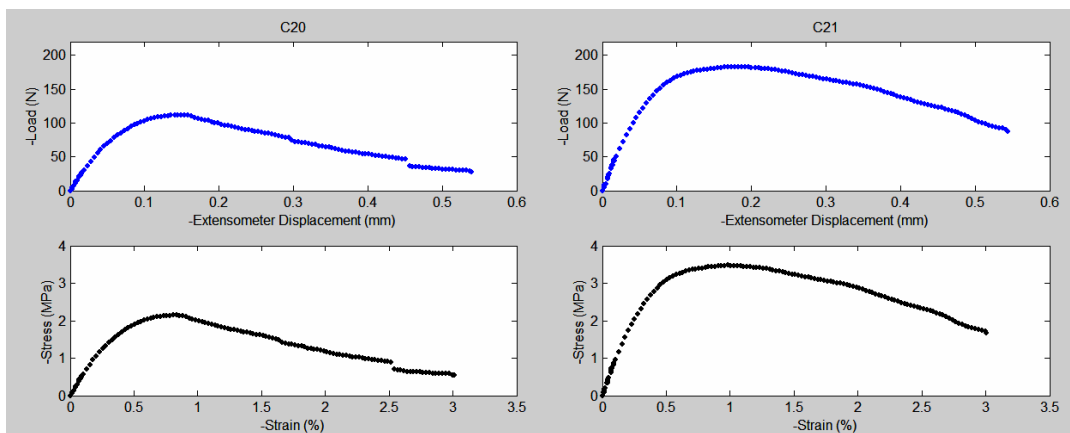 C20
C21
-Load (N)
200
150
100
50
0
0 0.1 0.2 0.3 0.4 0.5 0.6
-Extensometer Displacement (mm)
-Load (N)
200
150
100
50
0
0 0.1 0.2 0.3 0.4 0.5 0.6
-Extensometer Displacement (mm)
-Stress (MPa)
4
3
2
1
0
0 0.5 1 1.5 2 2.5 3 3.5
-Strain (%)
-Stress (MPa)
4
3
2
1
0
0 0.5 1 1.5 2 2.5 3 3.5
-Strain (%)